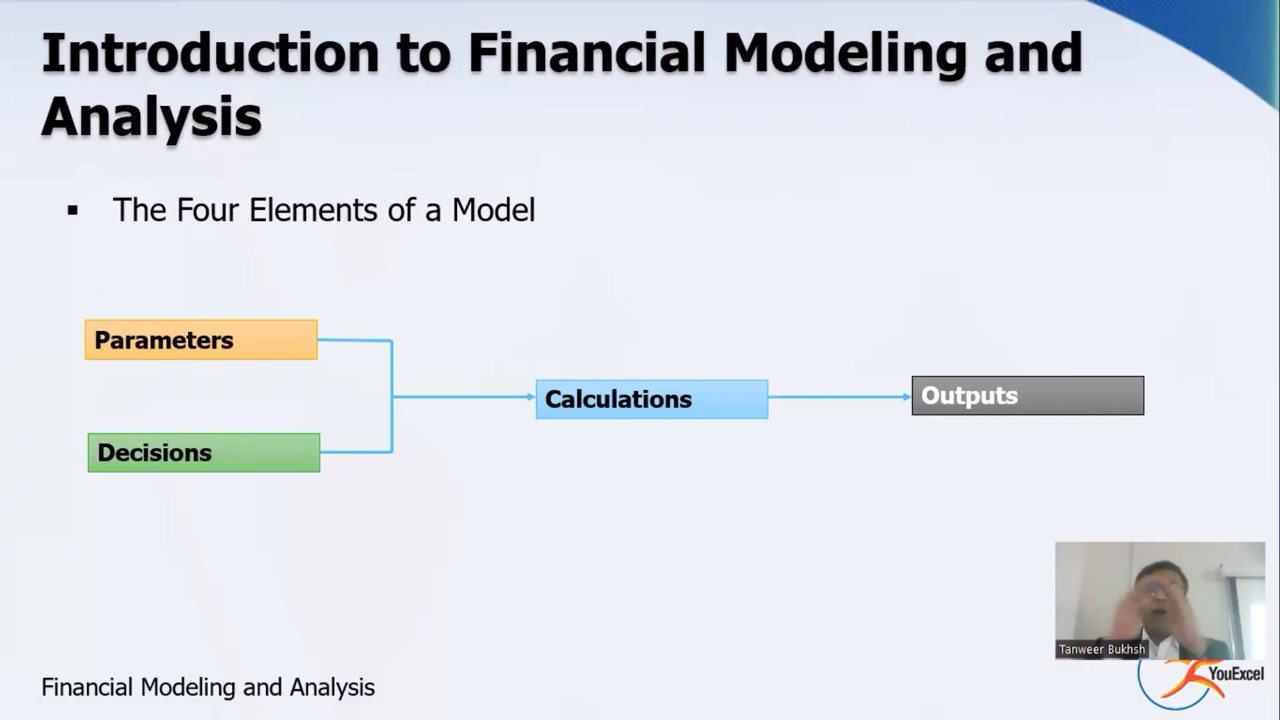 Introduction to Financial Modeling and
Analysis
▪ The Four Elements of a Model
Parameters
Decisions
Calculations
Outputs
Tanweer Bukhsh
YouExcel
Financial Modeling and Analysis